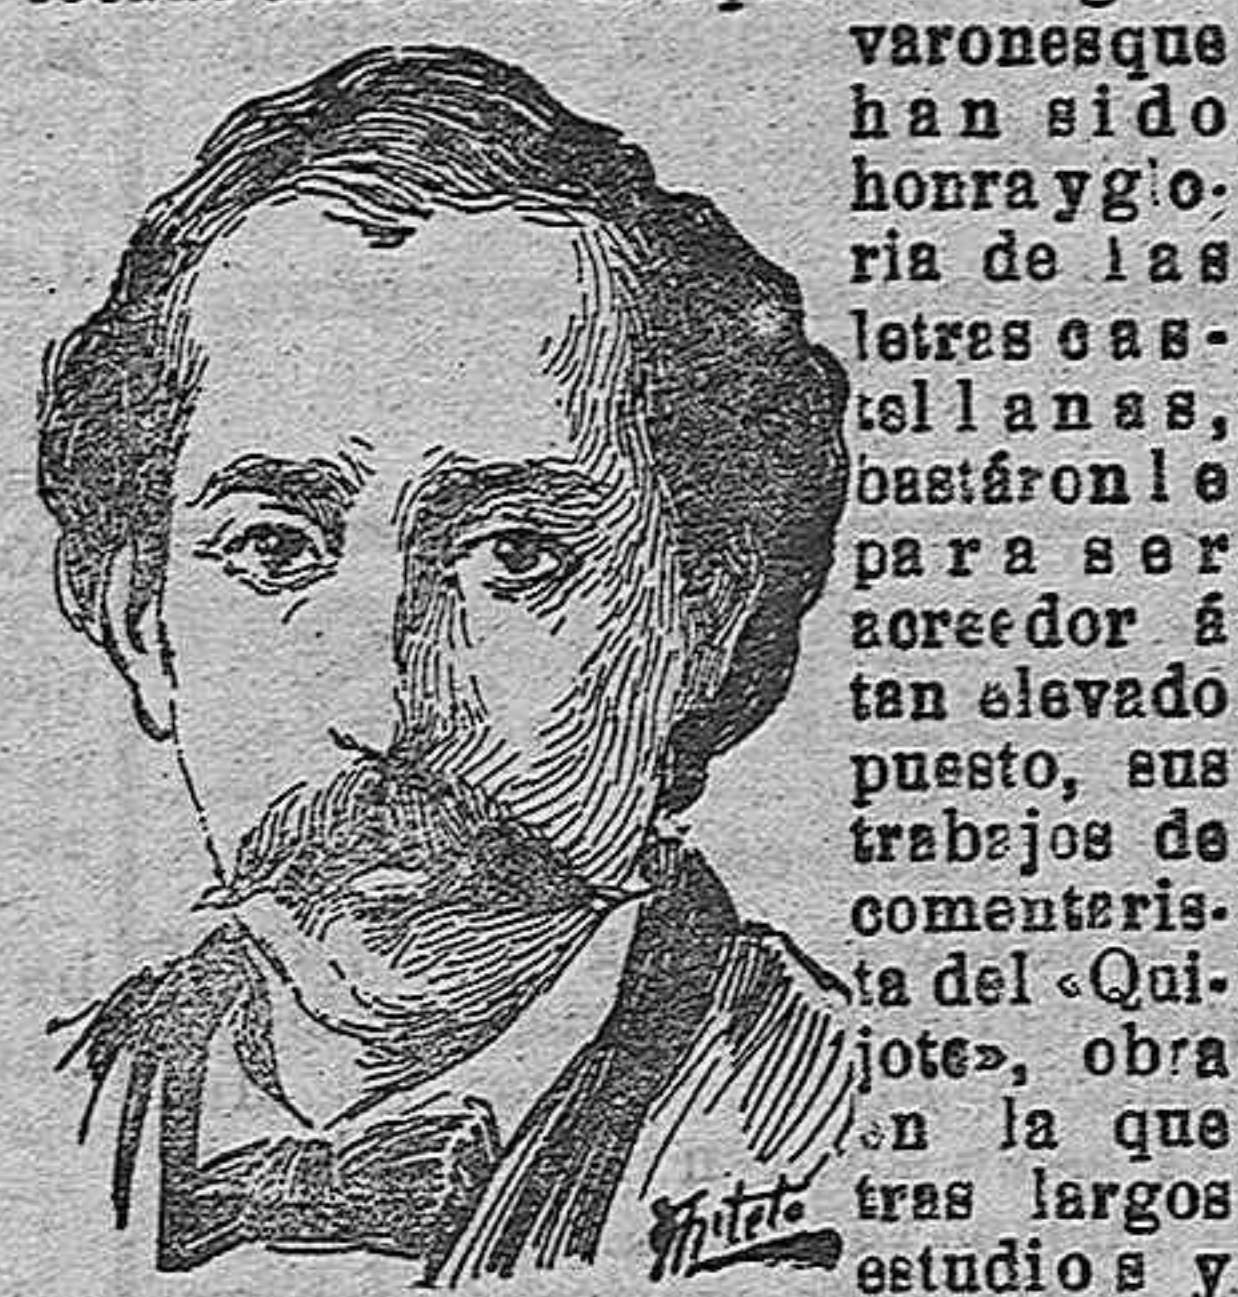 varonesque
han sido
honra y glo-
ria de las
letras cas-
tellanas,
bastáronle
para ser
acreedor á
tan elevado
puesto, sus
trabajos de
comentaris-
ta del «Qui-
jote», obra
en la que
tras largos
estudios y